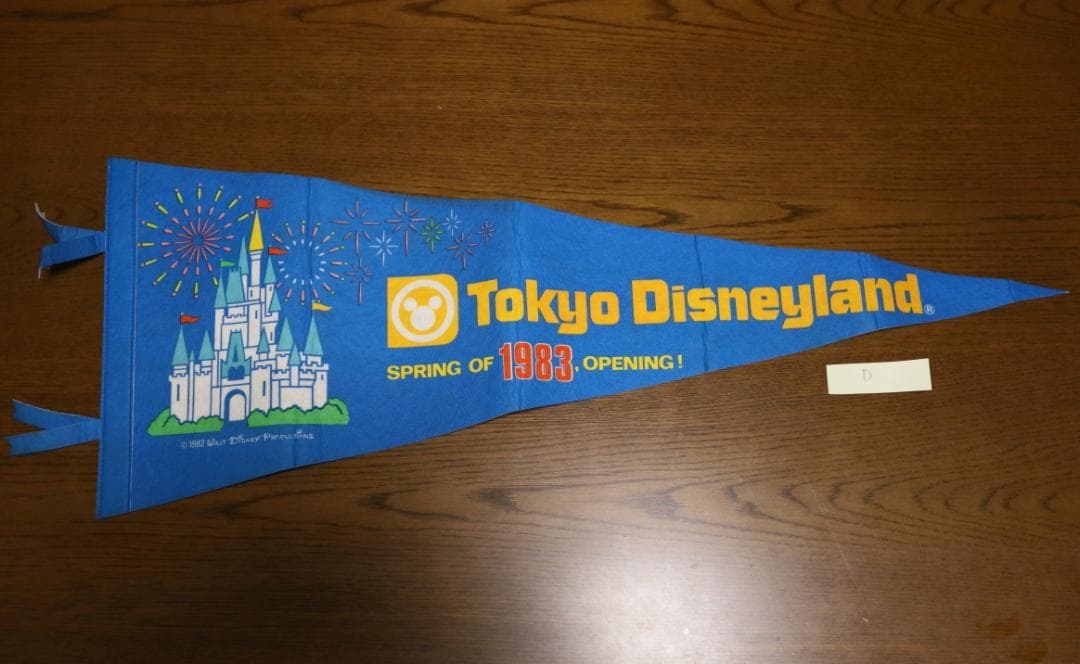 Tokyo Disneyland®
SPRING OF 1983, OPENING!
© 1982 WALT DISNEY PRODUCTIONS
D